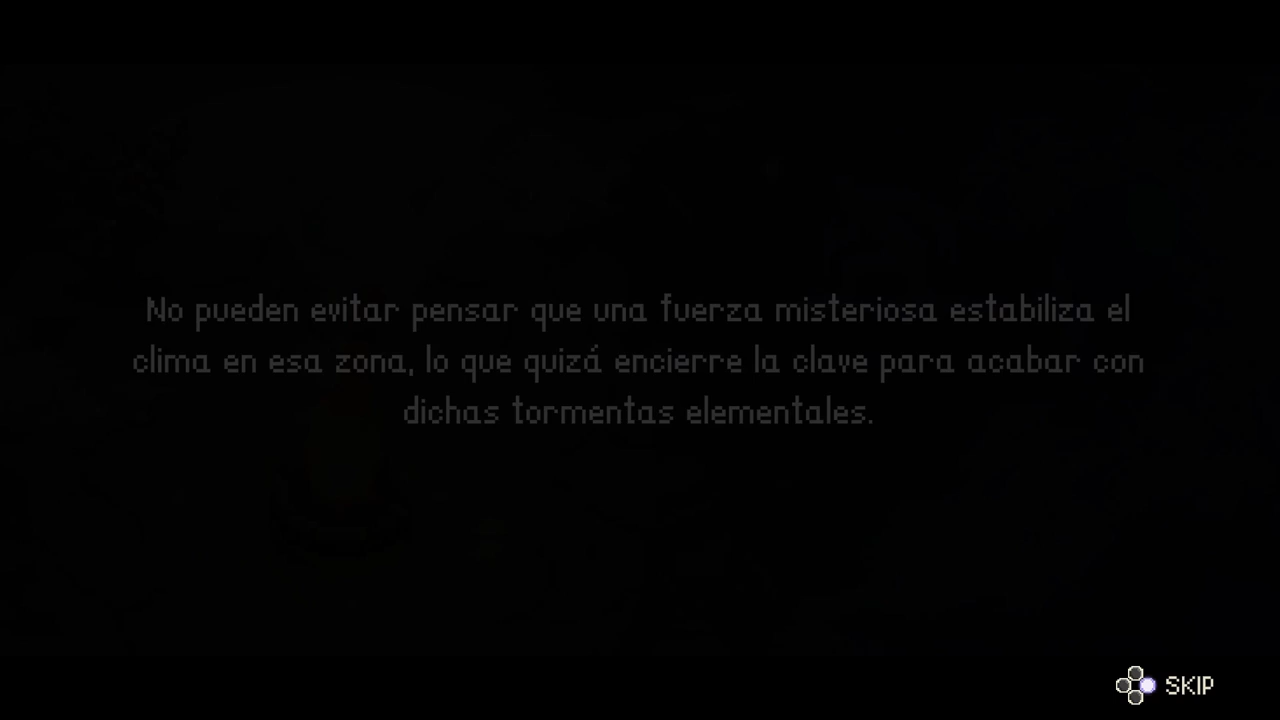 No pueden evitar pensar que una fuerza misteriosa estabiliza el
clima en esa zona, lo que quizá encierre la clave para acabar con
dichas tormentas elementales.
SKIP